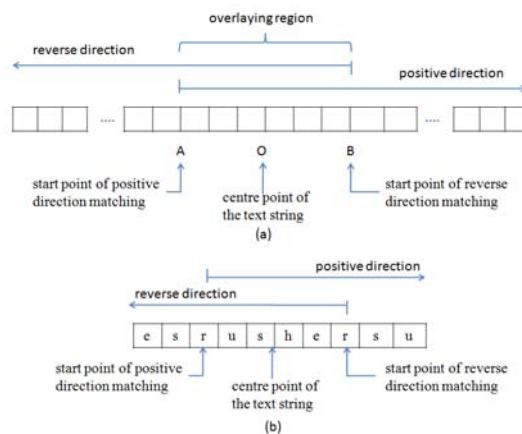 overlaying region
reverse direction
positive direction
.... ....
A O B
start point of positive
direction matching
centre point of
the text string
start point of reverse
direction matching
(a)
positive direction
reverse direction
e s r u s h e r s u
start point of positive
direction matching
centre point of
the text string
start point of reverse
direction matching
(b)